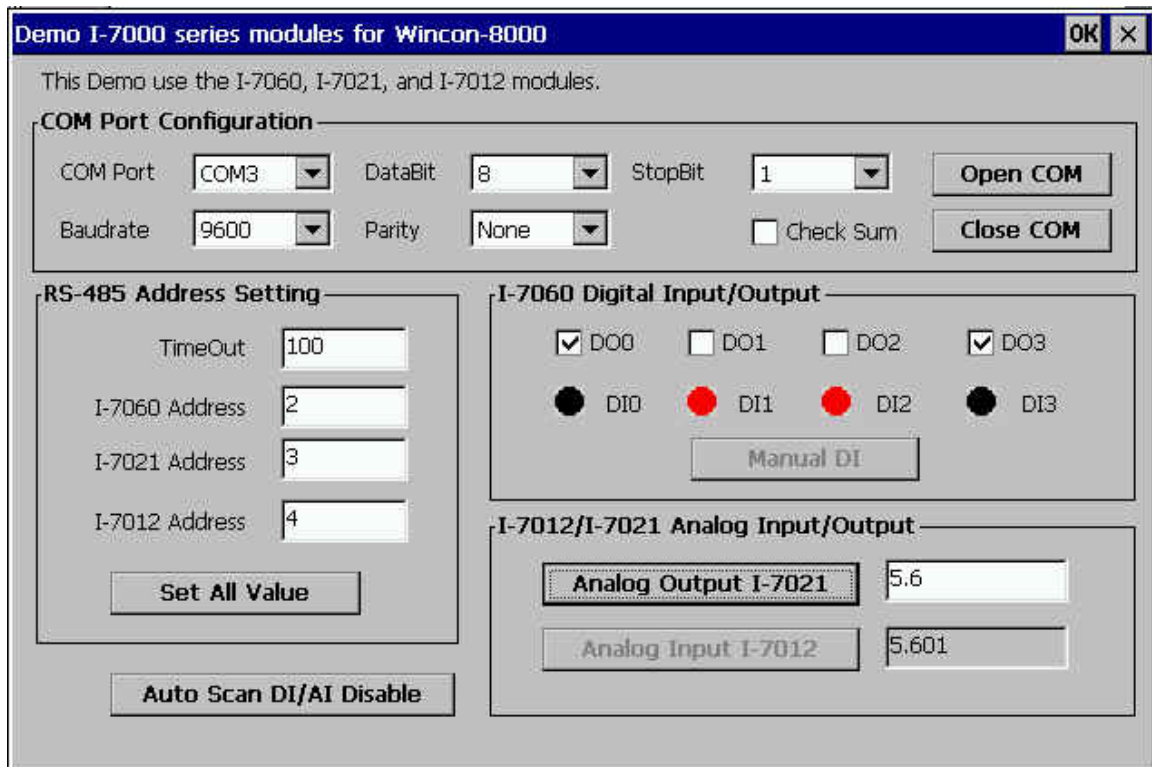 Demo I-7000 series modules for Wincon-8000 OK ×
This Demo use the I-7060, I-7021, and I-7012 modules.
COM Port Configuration
COM Port COM3 DataBit 8 StopBit 1 Open COM
Baudrate 9600 Parity None Check Sum Close COM
RS-485 Address Setting
TimeOut 100
I-7060 Address 2
I-7021 Address 3
I-7012 Address 4
Set All Value
Auto Scan DI/AI Disable
I-7060 Digital Input/Output
DO0 DO1 DO2 DO3
DI0 DI1 DI2 DI3
Manual DI
I-7012/I-7021 Analog Input/Output
Analog Output I-7021 5.6
Analog Input I-7012 5.601